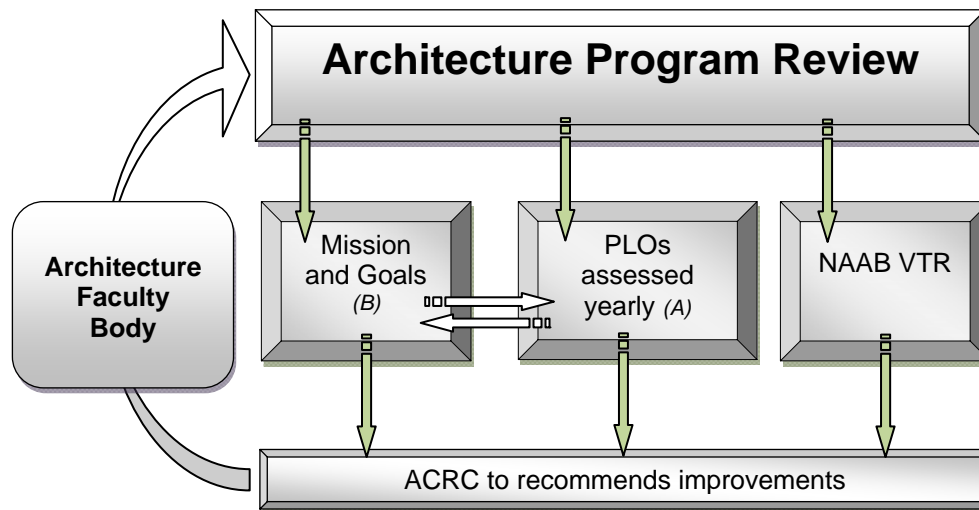 Architecture Program Review
Architecture
Faculty
Body
Mission
and Goals
(B)
PLOs
assessed
yearly (A)
NAAB VTR
ACRC to recommends improvements